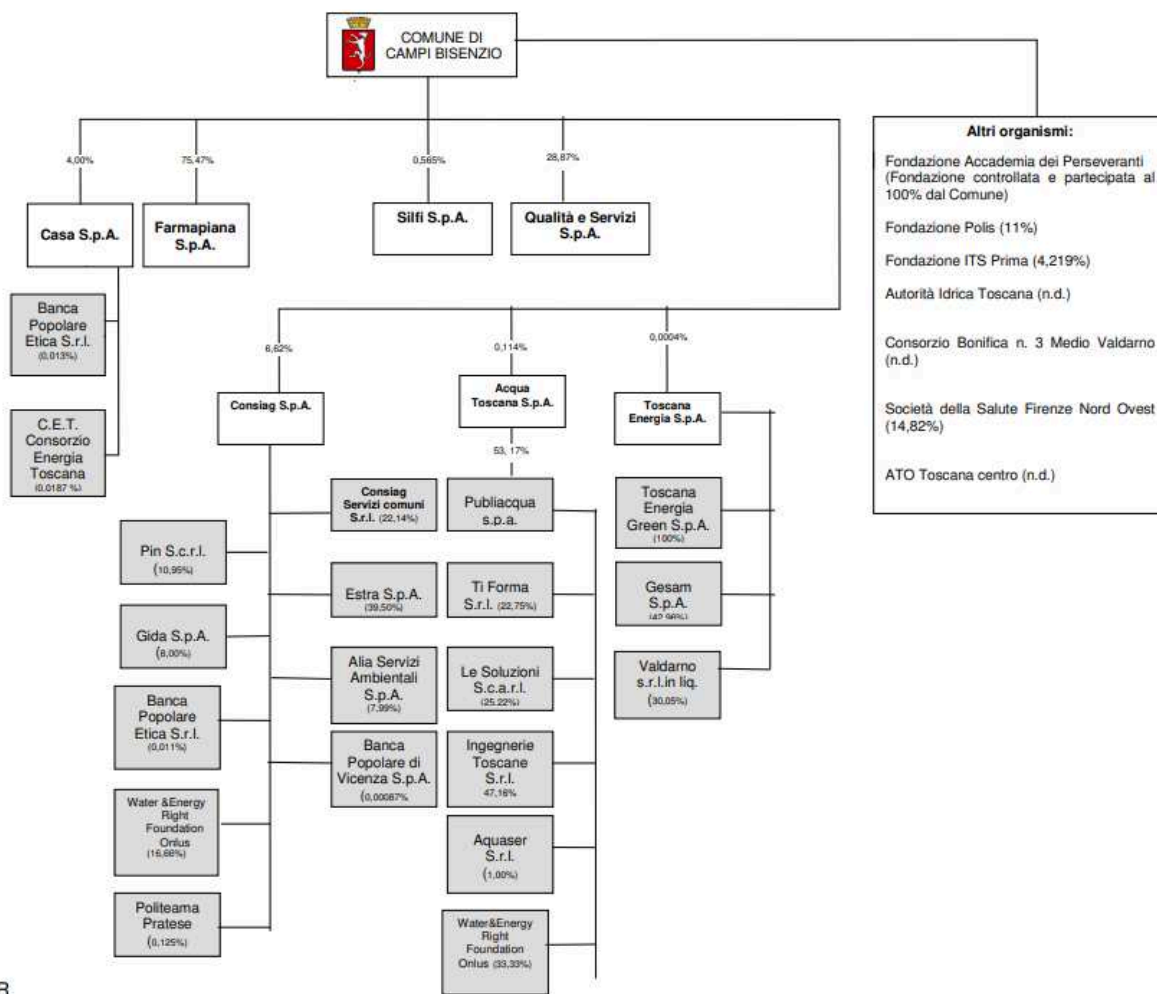 COMUNE DI
CAMPI BISENZIO
4,00%
75,47%
0,565%
28,87%
Casa S.p.A.
Farmapiana
S.p.A.
Silfi S.p.A.
Qualità e Servizi
S.p.A.
Banca
Popolare
Etica S.r.l.
(0,013%)
C.E.T.
Consorzio
Energia
Toscana
(0,0187 %)
6,62%
0,114%
0,0004%
Consiag S.p.A.
Acqua
Toscana S.p.A.
Toscana
Energia S.p.A.
53, 17%
Pin S.c.r.l.
(10,95%)
Gida S.p.A.
(8,00%)
Banca
Popolare
Etica S.r.l.
(0,011%)
Water &Energy
Right
Foundation
Onlus
(16,66%)
Politeama
Pratese
(0,125%)
Consiag
Servizi comuni
S.r.l. (22,14%)
Estra S.p.A.
(39,50%)
Alia Servizi
Ambientali
S.p.A.
(7,99%)
Banca
Popolare di
Vicenza S.p.A.
(0,00087%
Publiacqua
s.p.a.
Ti Forma
S.r.l. (22,75%)
Le Soluzioni
S.c.a.r.l.
(25,22%)
Ingegnerie
Toscane
S.r.l.
47,16%
Aquaser
S.r.l.
(1,00%)
Water&Energy
Right
Foundation
Onlus (33,33%)
Toscana
Energia
Green S.p.A.
(100%)
Gesam
S.p.A.
(42,96%)
Valdarno
s.r.l.in liq.
(30,05%)
Altri organismi:
Fondazione Accademia dei Perseveranti
(Fondazione controllata e partecipata al
100% dal Comune)
Fondazione Polis (11%)
Fondazione ITS Prima (4,219%)
Autorità Idrica Toscana (n.d.)
Consorzio Bonifica n. 3 Medio Valdarno
(n.d.)
Società della Salute Firenze Nord Ovest
(14,82%)
ATO Toscana centro (n.d.)
R